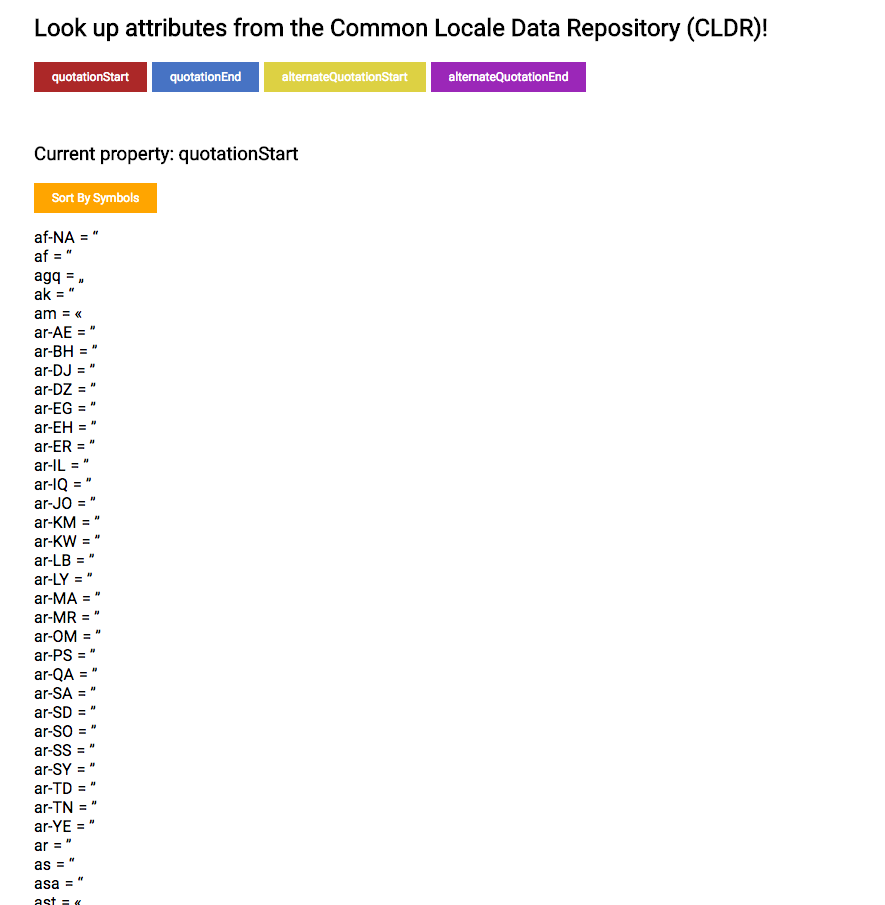 Look up attributes from the Common Locale Data Repository (CLDR)!
quotationStart quotationEnd alternateQuotationStart alternateQuotationEnd
Current property: quotationStart
Sort By Symbols
af-NA = “
af = “
agq = „
ak = “
am = «
ar-AE = ”
ar-BH = ”
ar-DJ = ”
ar-DZ = ”
ar-EG = ”
ar-EH = ”
ar-ER = ”
ar-IL = ”
ar-IQ = ”
ar-JO = ”
ar-KM = ”
ar-KW = ”
ar-LB = ”
ar-LY = ”
ar-MA = ”
ar-MR = ”
ar-OM = ”
ar-PS = ”
ar-QA = ”
ar-SA = ”
ar-SD = ”
ar-SO = ”
ar-SS = ”
ar-SY = ”
ar-TD = ”
ar-TN = ”
ar-YE = ”
ar = ”
as = “
asa = “
ast = «